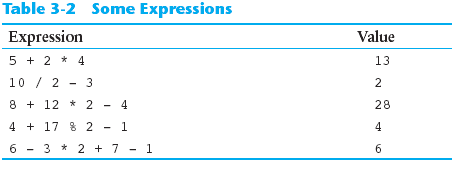 Table 3-2 Some Expressions
Expression Value
5 + 2 * 4 13
10 / 2 - 3 2
8 + 12 * 2 - 4 28
4 + 17 % 2 - 1 4
6 - 3 * 2 + 7 - 1 6